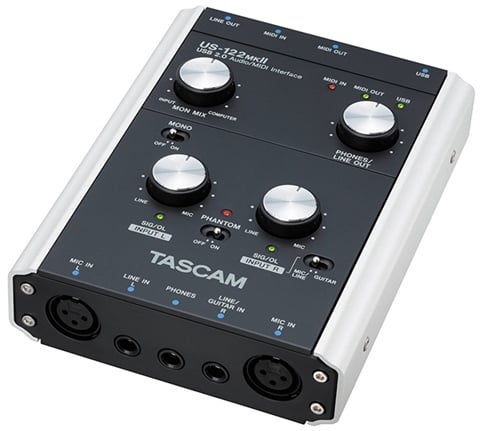 LINE OUT
MIDI IN
MIDI OUT
USB
US-122MKII
USB 2.0 Audio/MIDI Interface
MIDI IN
MIDI OUT
USB
INPUT
MON MIX
COMPUTER
PHONES/
LINE OUT
MONO
OFF
ON
LINE
MIC
PHANTOM
OFF
ON
LINE
MIC
SIG/OL
INPUT L
SIG/OL
INPUT R
MIC
LINE
GUITAR
TASCAM
MIC IN
L
LINE IN
L
PHONES
LINE/
GUITAR IN
R
MIC IN
R